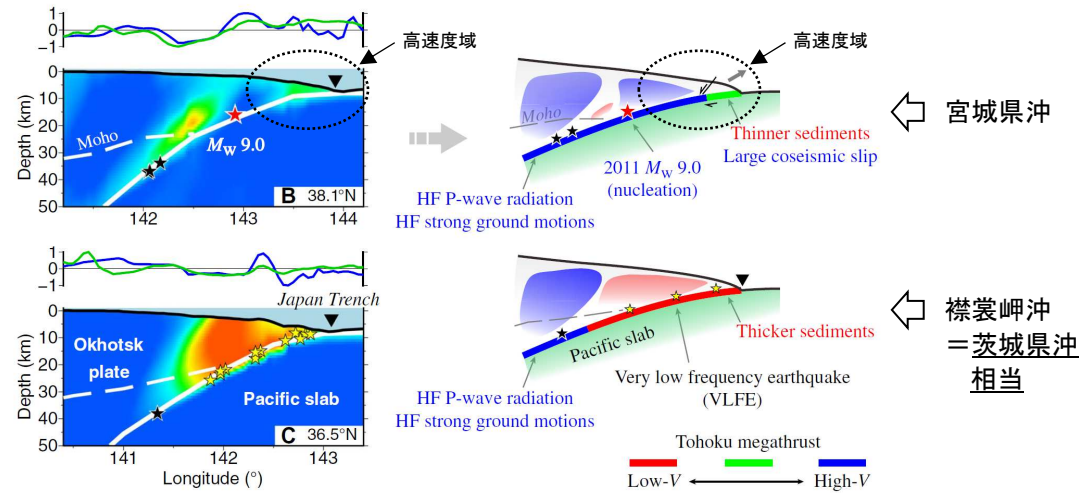 1
0
−1
高速度域
0
10
20
30
40
50
Depth (km)
Moho
Mw 9.0
B 38.1°N
142
143
144
高速度域
Moho
Thinner sediments
Large coseismic slip
2011 Mw 9.0
(nucleation)
HF P-wave radiation
HF strong ground motions
宮城県沖
1
0
−1
Japan Trench
0
10
20
30
40
50
Depth (km)
Okhotsk
plate
Pacific slab
C 36.5°N
141
142
143
Longitude (°)
Thicker sediments
Pacific slab
Very low frequency earthquake
(VLFE)
HF P-wave radiation
HF strong ground motions
襟裳岬沖
＝茨城県沖
相当
Tohoku megathrust
Low-V
High-V